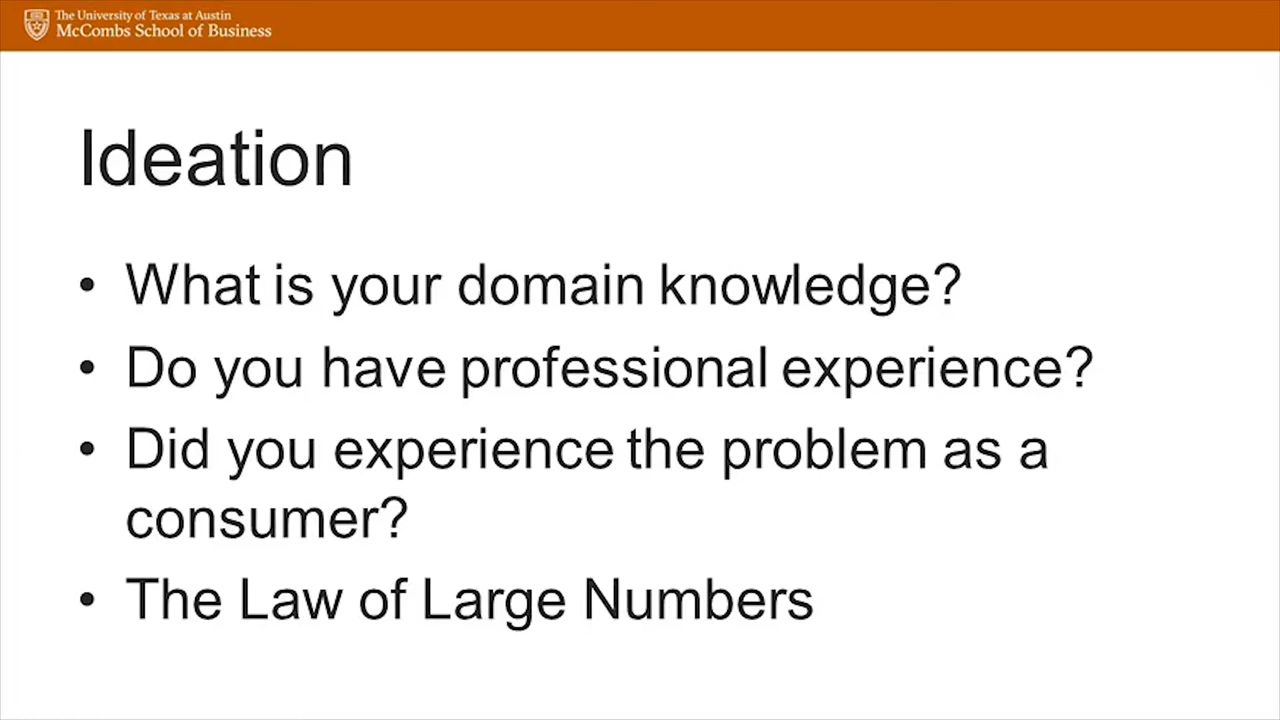 The University of Texas at Austin
McCombs School of Business
Ideation
• What is your domain knowledge?
• Do you have professional experience?
• Did you experience the problem as a
consumer?
• The Law of Large Numbers